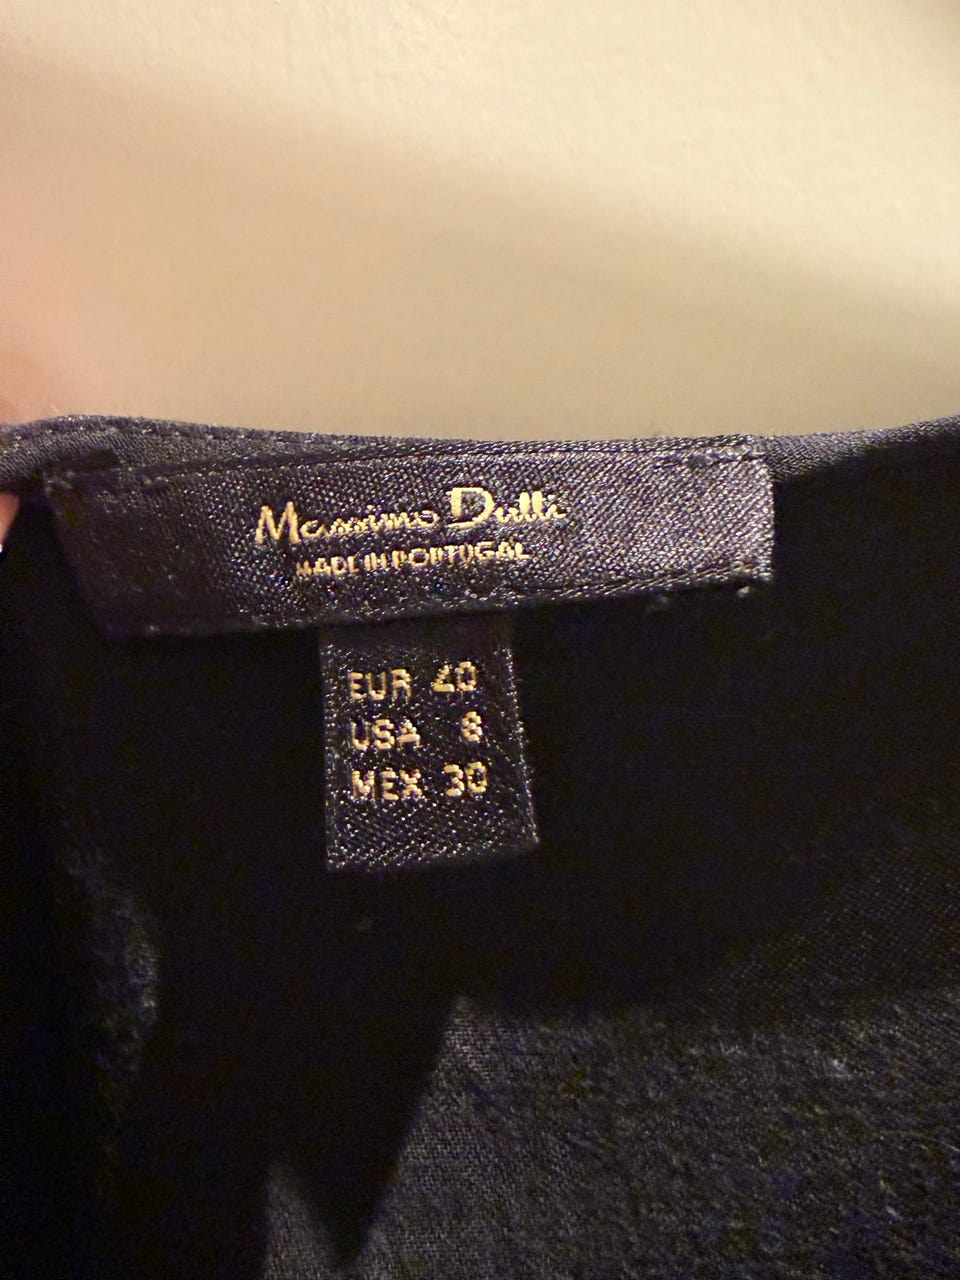 Massimo Dutti
MADE IN PORTUGAL
EUR 40
USA 8
MEX 30